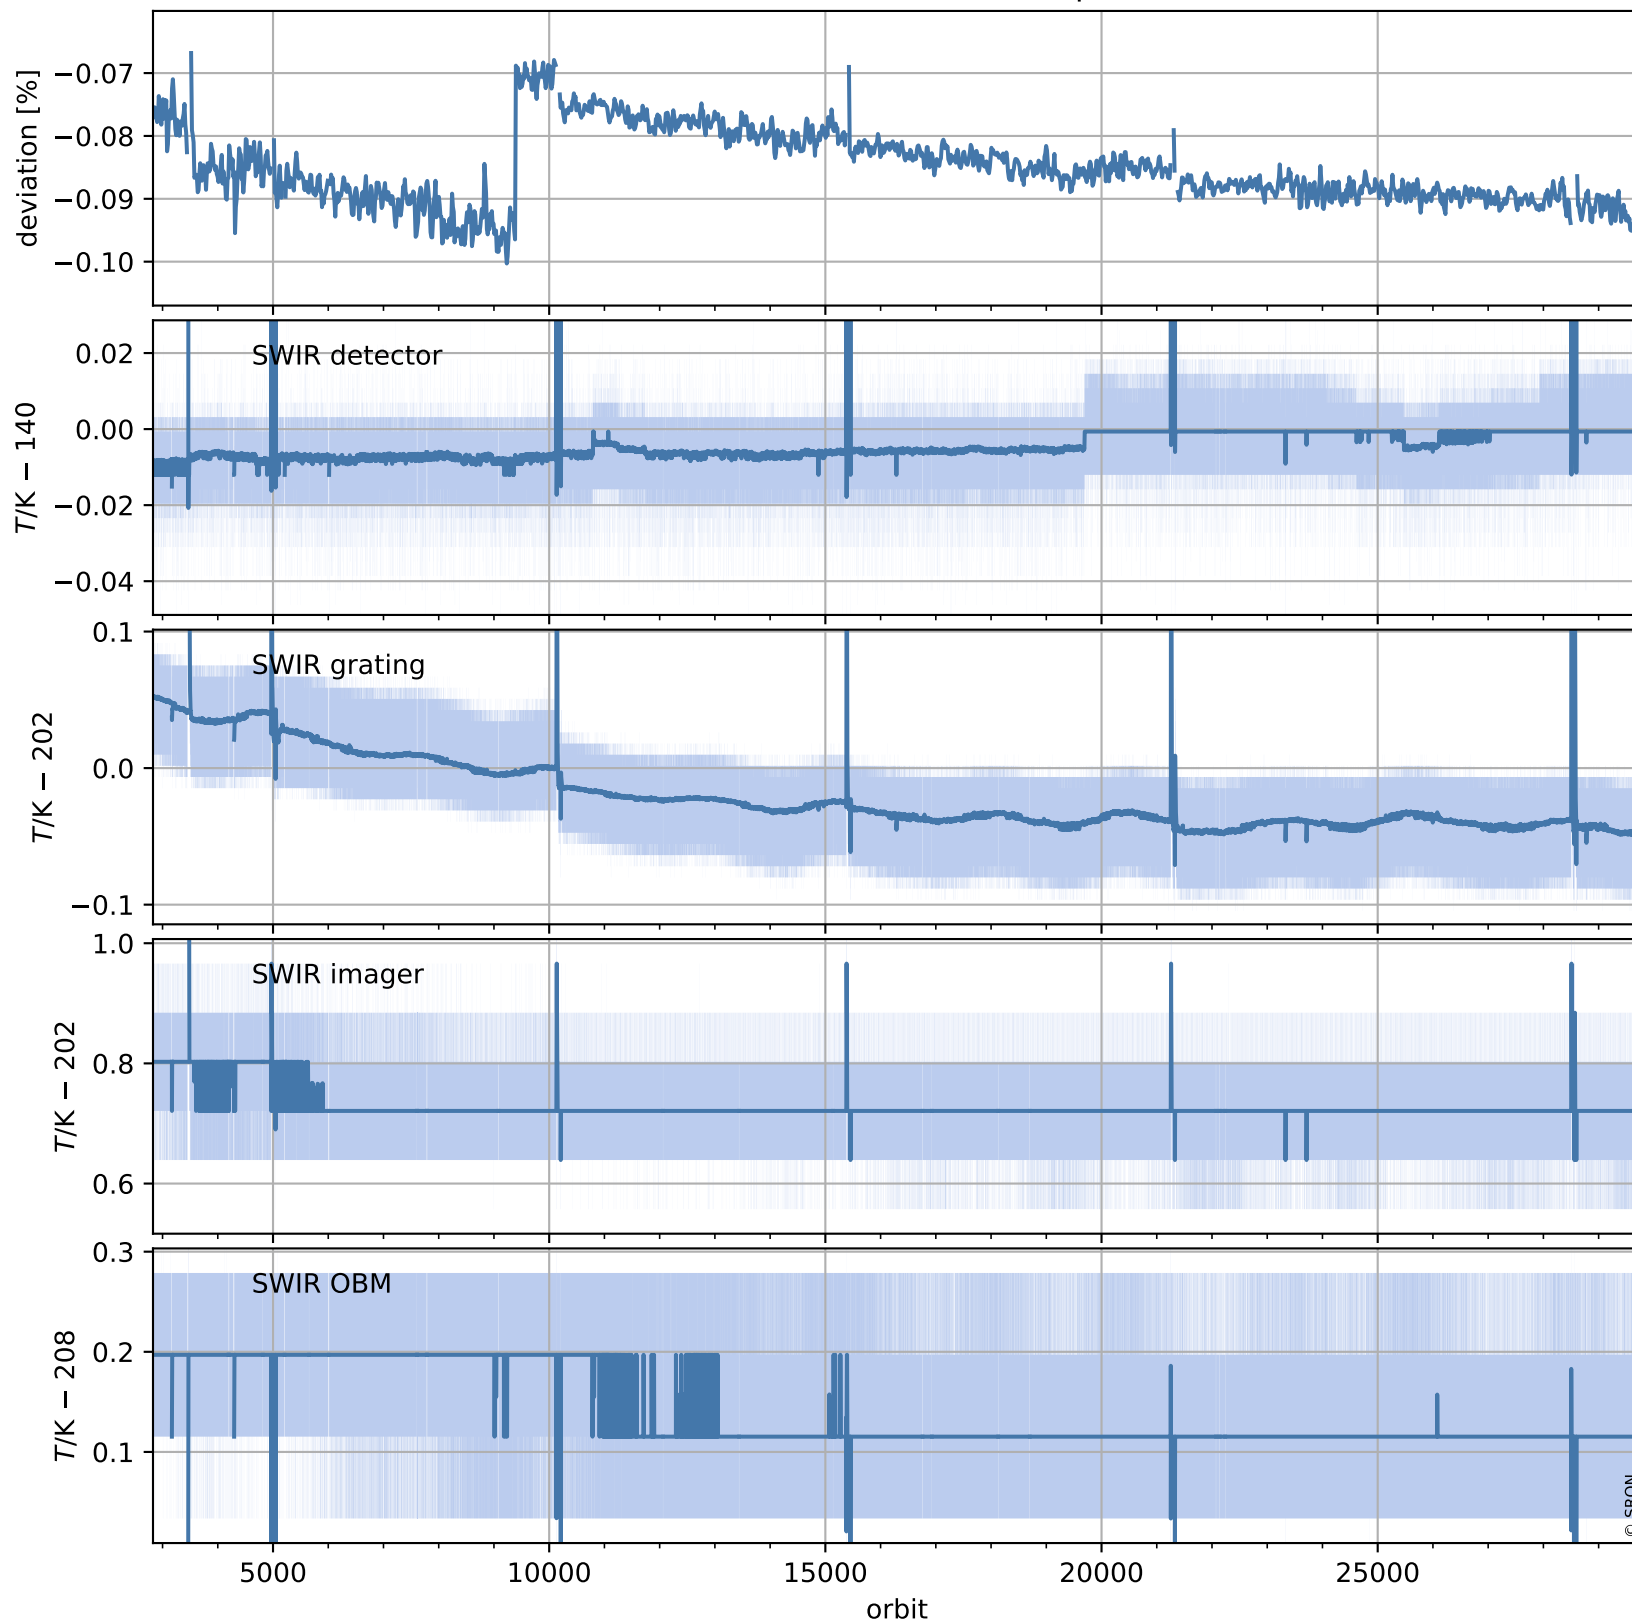 deviation [%]
−0.07
−0.08
−0.09
−0.10
SWIR detector
T/K − 140
0.02
0.00
−0.02
−0.04
SWIR grating
T/K − 202
0.1
0.0
−0.1
SWIR imager
T/K − 202
1.0
0.8
0.6
SWIR OBM
T/K − 208
0.3
0.2
0.1
© SRON
5000
10000
15000
20000
25000
orbit